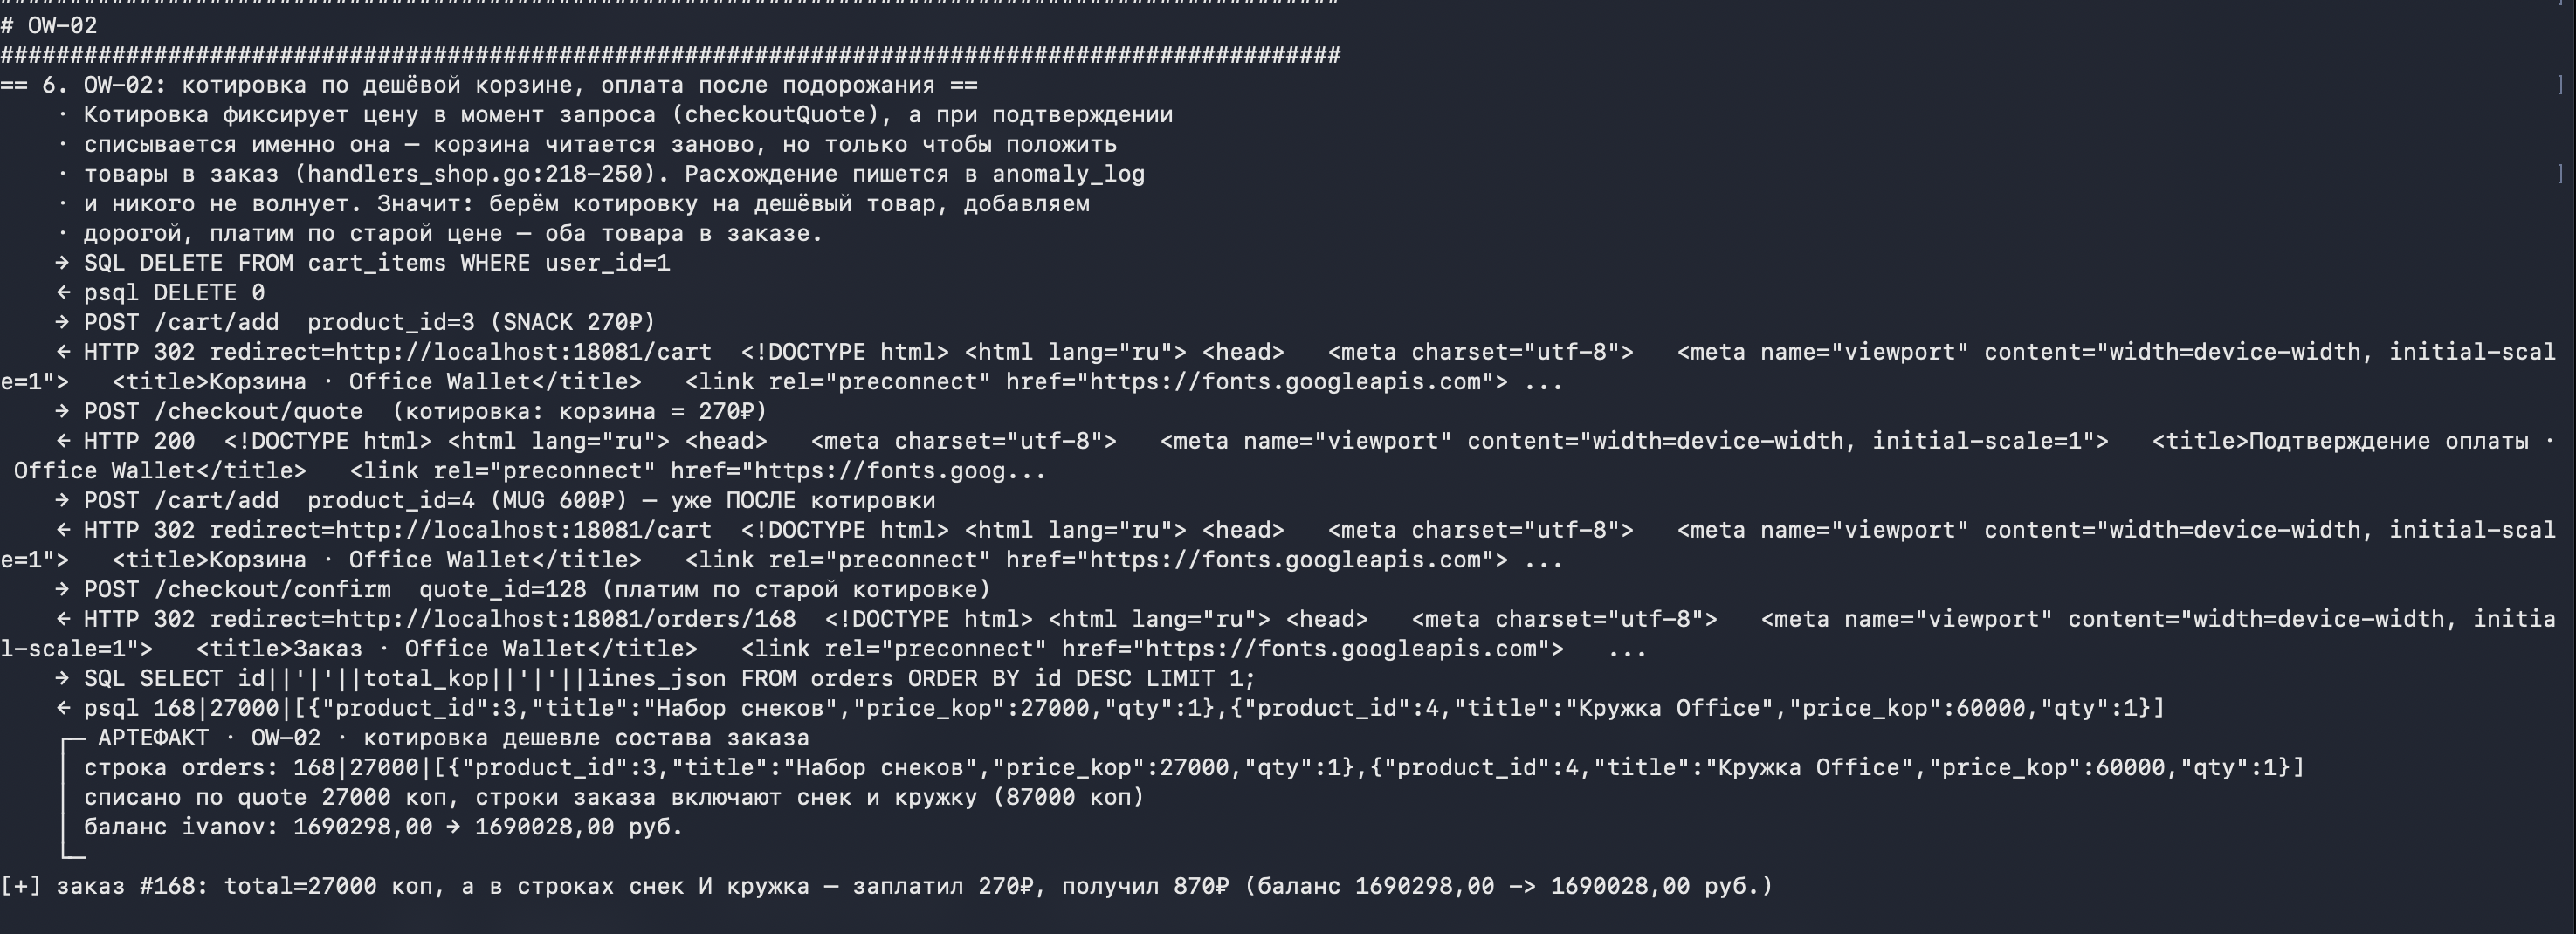 # OW-02
################################################################################################
== 6. OW-02: котировка по дешёвой корзине, оплата после подорожания ==
· Котировка фиксирует цену в момент запроса (checkoutQuote), а при подтверждении
· списывается именно она — корзина читается заново, но только чтобы положить
· товары в заказ (handlers_shop.go:218-250). Расхождение пишется в anomaly_log
· и никого не волнует. Значит: берём котировку на дешёвый товар, добавляем
· дорогой, платим по старой цене — оба товара в заказе.
→ SQL DELETE FROM cart_items WHERE user_id=1
← psql DELETE 0
→ POST /cart/add  product_id=3 (SNACK 270₽)
← HTTP 302 redirect=http://localhost:18081/cart  <!DOCTYPE html> <html lang="ru"> <head>   <meta charset="utf-8">   <meta name="viewport" content="width=device-width, initial-scal
e=1">   <title>Корзина · Office Wallet</title>   <link rel="preconnect" href="https://fonts.googleapis.com"> ...
→ POST /checkout/quote  (котировка: корзина = 270₽)
← HTTP 200  <!DOCTYPE html> <html lang="ru"> <head>   <meta charset="utf-8">   <meta name="viewport" content="width=device-width, initial-scale=1">   <title>Подтверждение оплаты ·
Office Wallet</title>   <link rel="preconnect" href="https://fonts.goog...
→ POST /cart/add  product_id=4 (MUG 600₽) — уже ПОСЛЕ котировки
← HTTP 302 redirect=http://localhost:18081/cart  <!DOCTYPE html> <html lang="ru"> <head>   <meta charset="utf-8">   <meta name="viewport" content="width=device-width, initial-scal
e=1">   <title>Корзина · Office Wallet</title>   <link rel="preconnect" href="https://fonts.googleapis.com"> ...
→ POST /checkout/confirm  quote_id=128 (платим по старой котировке)
← HTTP 302 redirect=http://localhost:18081/orders/168  <!DOCTYPE html> <html lang="ru"> <head>   <meta charset="utf-8">   <meta name="viewport" content="width=device-width, initia
l-scale=1">   <title>Заказ · Office Wallet</title>   <link rel="preconnect" href="https://fonts.googleapis.com">   ...
→ SQL SELECT id||'|'||total_kop||'|'||lines_json FROM orders ORDER BY id DESC LIMIT 1;
← psql 168|27000|[{"product_id":3,"title":"Набор снеков","price_kop":27000,"qty":1},{"product_id":4,"title":"Кружка Office","price_kop":60000,"qty":1}]
┌─ АРТЕФАКТ · OW-02 · котировка дешевле состава заказа
│ строка orders: 168|27000|[{"product_id":3,"title":"Набор снеков","price_kop":27000,"qty":1},{"product_id":4,"title":"Кружка Office","price_kop":60000,"qty":1}]
│ списано по quote 27000 коп, строки заказа включают снек и кружку (87000 коп)
│ баланс ivanov: 1690298,00 → 1690028,00 руб.
└─
[+] заказ #168: total=27000 коп, а в строках снек И кружка — заплатил 270₽, получил 870₽ (баланс 1690298,00 -> 1690028,00 руб.)